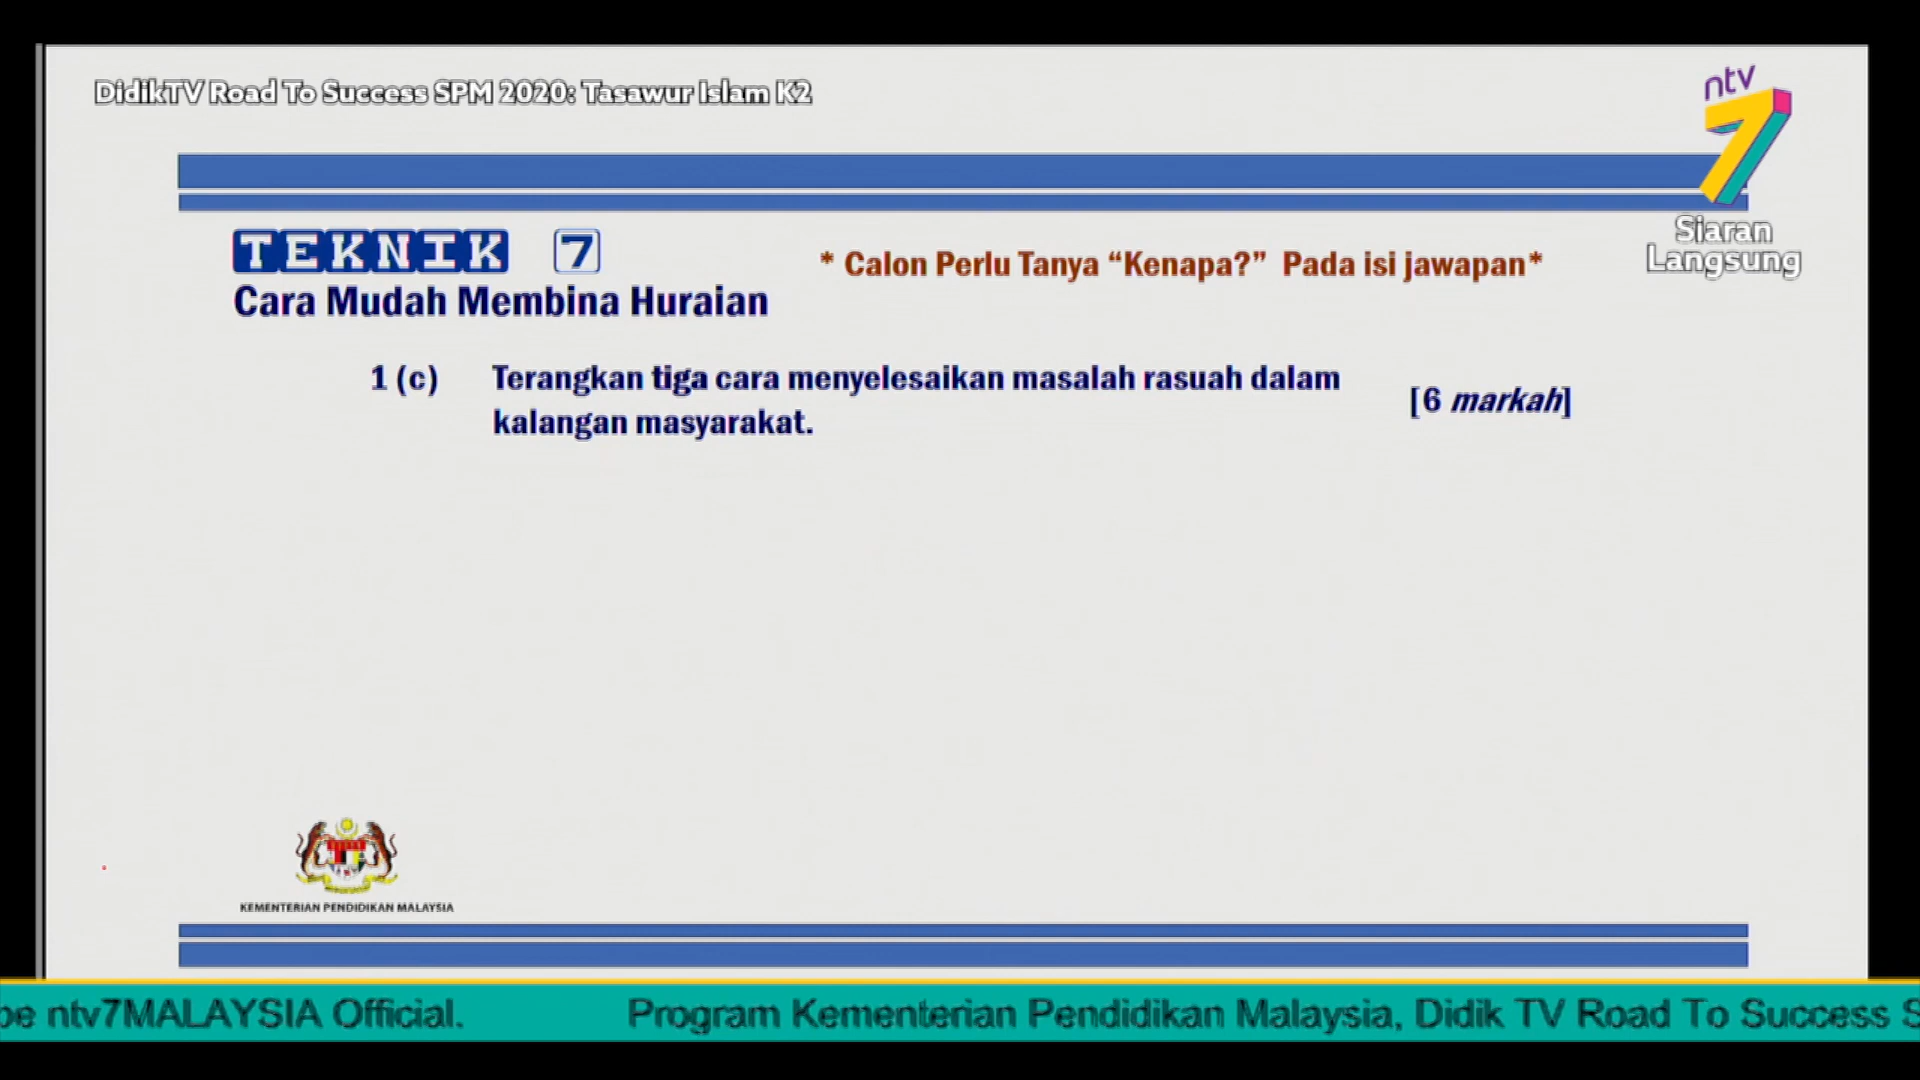 DidikTV Road To Success SPM 2020: Tasawur Islam K2
ntv
7
Siaran
Langsung
TEKNIK 7
* Calon Perlu Tanya “Kenapa?” Pada isi jawapan*
Cara Mudah Membina Huraian
1 (c) Terangkan tiga cara menyelesaikan masalah rasuah dalam
kalangan masyarakat.
[6 markah]
KEMENTERIAN PENDIDIKAN MALAYSIA
ntv7MALAYSIA Official. Program Kementerian Pendidikan Malaysia, Didik TV Road To Success